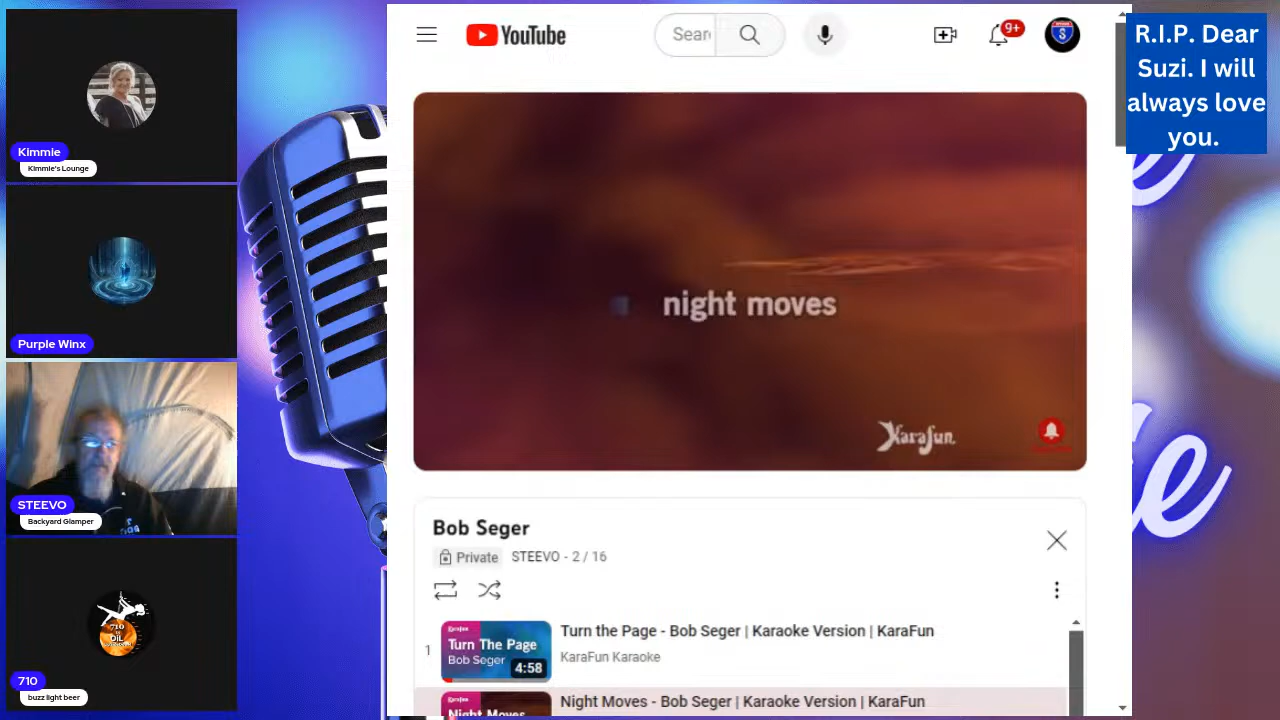 Kimmie
Kimmie's Lounge
Purple Winx
STEEVO
Backyard Glamper
710
buzz light beer
YouTube
Sear
9+
R.I.P. Dear
Suzi. I will
always love
you.
night moves
KaraFun
Bob Seger
Private STEEVO - 2 / 16
1
Turn The Page
Bob Seger
4:58
Turn the Page - Bob Seger | Karaoke Version | KaraFun
KaraFun Karaoke
Night Moves
Night Moves - Bob Seger | Karaoke Version | KaraFun